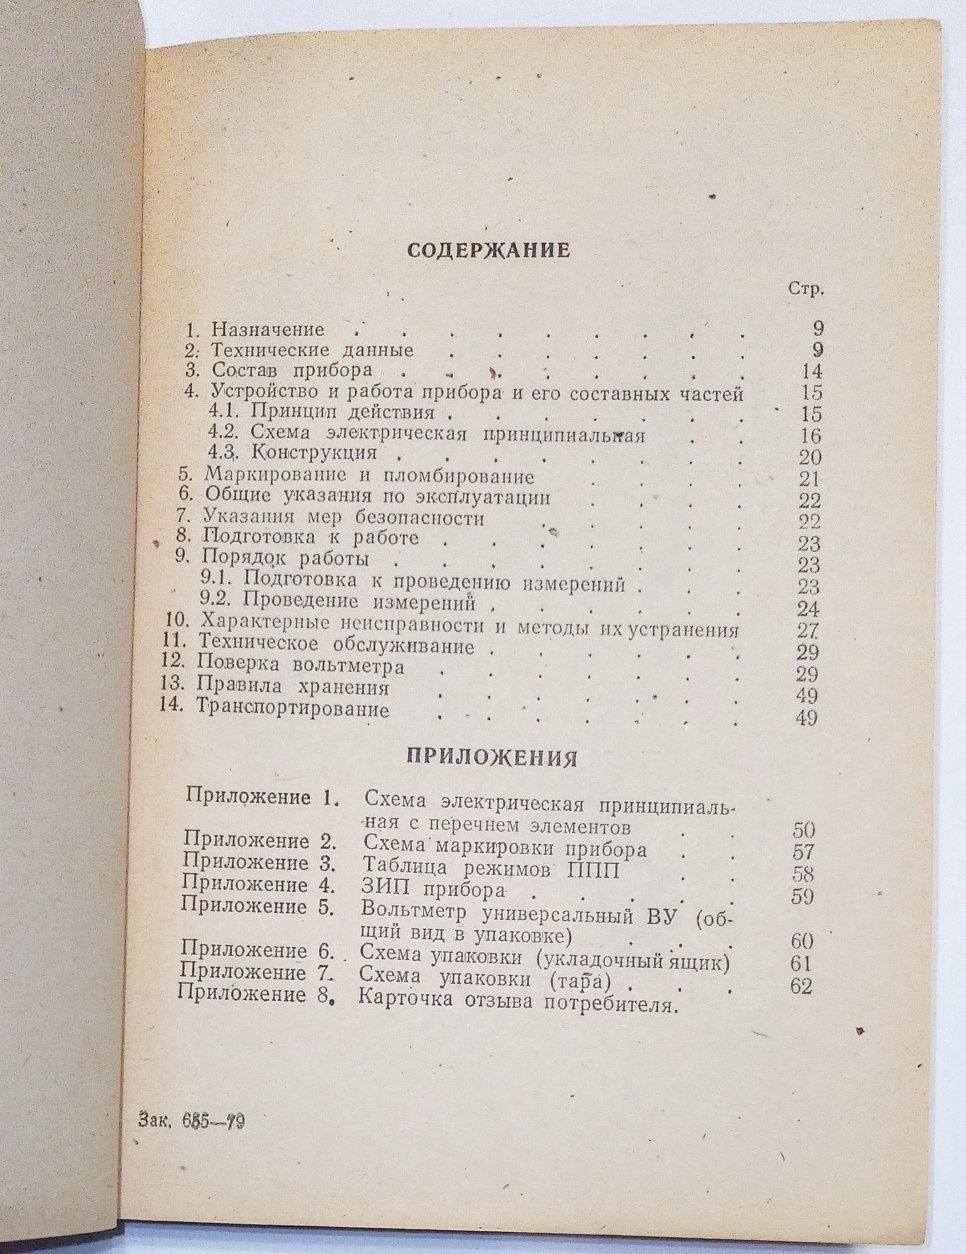 СОДЕРЖАНИЕ
Стр.
1. Назначение . . . . . . . 9
2. Технические данные . . . . . 9
3. Состав прибора . . . . . . 14
4. Устройство и работа прибора и его составных частей 15
4.1. Принцип действия . . . . . . 15
4.2. Схема электрическая принципиальная . . 16
4.3. Конструкция . . . . . . . 20
5. Маркирование и пломбирование . . . . 21
6. Общие указания по эксплуатации . . . . 22
7. Указания мер безопасности . . . . . 22
8. Подготовка к работе . . . . . . 23
9. Порядок работы . . . . . . . 23
9.1. Подготовка к проведению измерений . . . 23
9.2. Проведение измерений . . . . . . 24
10. Характерные неисправности и методы их устранения 27
11. Техническое обслуживание . . . . . . 29
12. Поверка вольтметра . . . . . . . 29
13. Правила хранения . . . . . . . 49
14. Транспортирование . . . . . . . 49
ПРИЛОЖЕНИЯ
Приложение 1. Схема электрическая принципиаль-
ная с перечнем элементов . . 50
Приложение 2. Схема маркировки прибора . . 57
Приложение 3. Таблица режимов ППП . . 58
Приложение 4. ЗИП прибора . . . . . 59
Приложение 5. Вольтметр универсальный ВУ (об-
щий вид в упаковке) . . . 60
Приложение 6. Схема упаковки (укладочный ящик) 61
Приложение 7. Схема упаковки (тара) . . . 62
Приложение 8. Карточка отзыва потребителя.
Зак.